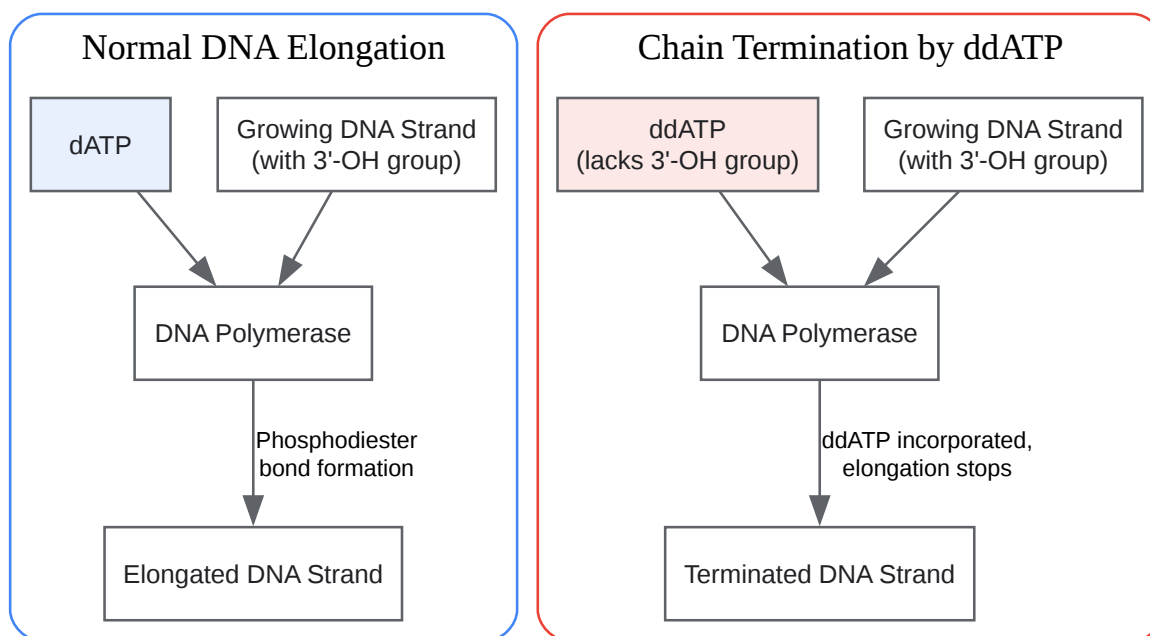 Normal DNA Elongation
dATP
Growing DNA Strand
(with 3'-OH group)
DNA Polymerase
Phosphodiester
bond formation
Elongated DNA Strand
Chain Termination by ddATP
ddATP
(lacks 3'-OH group)
Growing DNA Strand
(with 3'-OH group)
DNA Polymerase
ddATP incorporated,
elongation stops
Terminated DNA Strand